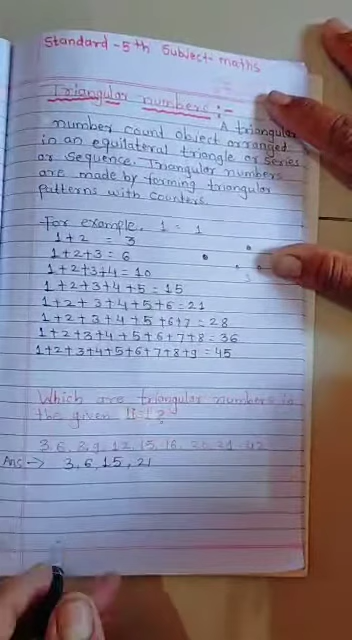 Standard - 5th Subject - maths
Triangular numbers :-
A triangular
number count object arranged
in an equilateral triangle or series
or sequence. Triangular numbers
are made by forming triangular
patterns with counters.
For example. 1 = 1
1+2 = 3
1+2+3 = 6
1+2+3+4 = 10
1+2+3+4+5 = 15
1+2+3+4+5+6 = 21
1+2+3+4+5+6+7 = 28
1+2+3+4+5+6+7+8 = 36
1+2+3+4+5+6+7+8+9 = 45
Which are triangular numbers in
the given list?
3, 6, 8, 9, 12, 15, 16, 20, 21, 42
Ans → 3, 6, 15, 21